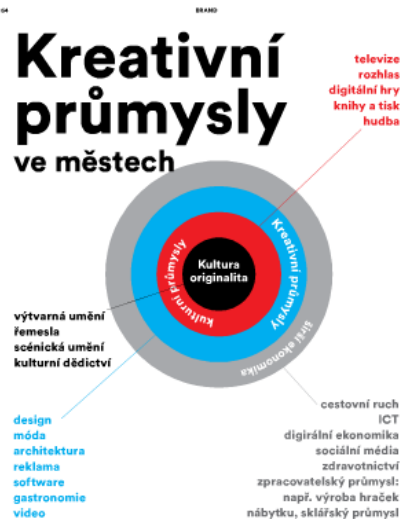 64
BRAND
Kreativní
průmysly
ve městech
televize
rozhlas
digitální hry
knihy a tisk
hudba
Kultura
originalita
kulturní průmysly
Kreativní průmysly
širší ekonomika
výtvarná umění
řemesla
scénická umění
kulturní dědictví
design
móda
architektura
reklama
software
gastronomie
video
cestovní ruch
ICT
digirální ekonomika
sociální média
zdravotnictví
zpracovatelský průmysl:
např. výroba hraček
nábytku, sklářský průmysl